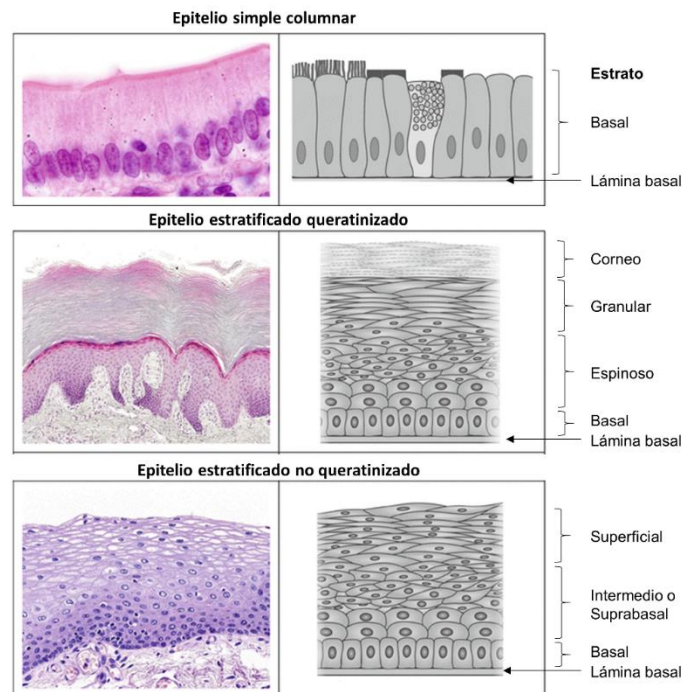 Epitelio simple columnar
Estrato
Basal
Lámina basal
Epitelio estratificado queratinizado
Corneo
Granular
Espinoso
Basal
Lámina basal
Epitelio estratificado no queratinizado
Superficial
Intermedio o
Suprabasal
Basal
Lámina basal